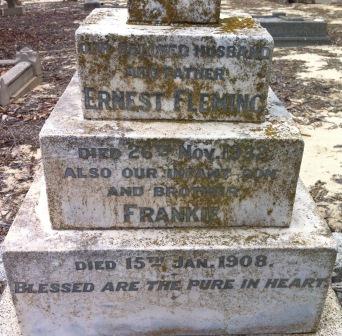 OUR BELOVED HUSBAND
AND FATHER
ERNEST FLEMING
DIED 26TH NOV. 1932
ALSO OUR INFANT SON
AND BROTHER
FRANKIE
DIED 15TH JAN. 1908.
BLESSED ARE THE PURE IN HEART.